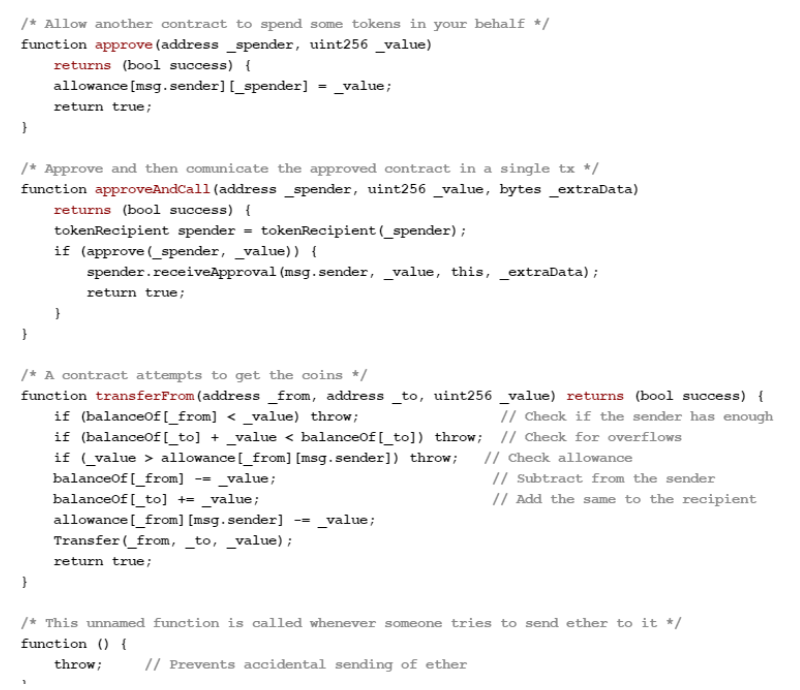 /* Allow another contract to spend some tokens in your behalf */
function approve(address _spender, uint256 _value)
    returns (bool success) {
    allowance[msg.sender][_spender] = _value;
    return true;
}

/* Approve and then comunicate the approved contract in a single tx */
function approveAndCall(address _spender, uint256 _value, bytes _extraData)
    returns (bool success) {
    tokenRecipient spender = tokenRecipient(_spender);
    if (approve(_spender, _value)) {
        spender.receiveApproval(msg.sender, _value, this, _extraData);
        return true;
    }
}

/* A contract attempts to get the coins */
function transferFrom(address _from, address _to, uint256 _value) returns (bool success) {
    if (balanceOf[_from] < _value) throw;                 // Check if the sender has enough
    if (balanceOf[_to] + _value < balanceOf[_to]) throw;  // Check for overflows
    if (_value > allowance[_from][msg.sender]) throw;   // Check allowance
    balanceOf[_from] -= _value;                          // Subtract from the sender
    balanceOf[_to] += _value;                            // Add the same to the recipient
    allowance[_from][msg.sender] -= _value;
    Transfer(_from, _to, _value);
    return true;
}

/* This unnamed function is called whenever someone tries to send ether to it */
function () {
    throw;     // Prevents accidental sending of ether
}